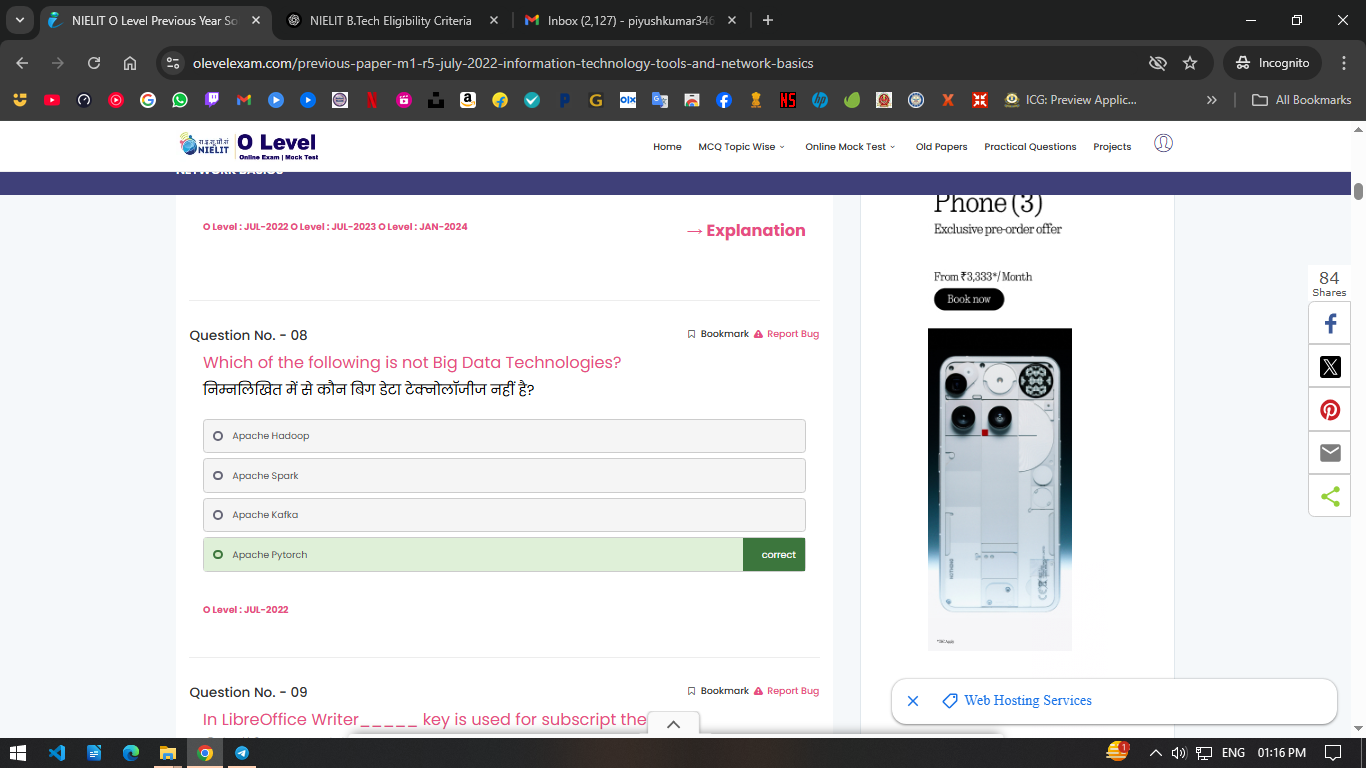 NIELIT O Level Previous Year So
NIELIT B.Tech Eligibility Criteria
Inbox (2,127) - piyushkumar346
olevelexam.com/previous-paper-m1-r5-july-2022-information-technology-tools-and-network-basics
Incognito
ICG: Preview Applic...
All Bookmarks
NIELIT
O Level
Online Exam | Mock Test
Home
MCQ Topic Wise
Online Mock Test
Old Papers
Practical Questions
Projects
NETWORK BASICS
O Level : JUL-2022 O Level : JUL-2023 O Level : JAN-2024
→ Explanation
Question No. - 08
Bookmark
Report Bug
Which of the following is not Big Data Technologies?
निम्नलिखित में से कौन बिग डेटा टेक्नोलॉजीज नहीं है?
Apache Hadoop
Apache Spark
Apache Kafka
Apache Pytorch
correct
O Level : JUL-2022
Question No. - 09
Bookmark
Report Bug
In LibreOffice Writer_____ key is used for subscript the
Phone (3)
Exclusive pre-order offer
From ₹3,333*/Month
Book now
84
Shares
Web Hosting Services
ENG
01:16 PM